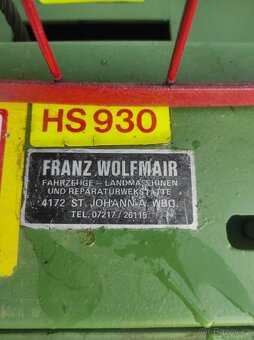 HS 930
FRANZ WOLFMAIR
FAHRZEUGE - LANDMASCHINEN
UND REPARATURWERKSTÄTTE
4172 ST. JOHANN A. WBG.
TEL. 07217 / 26115